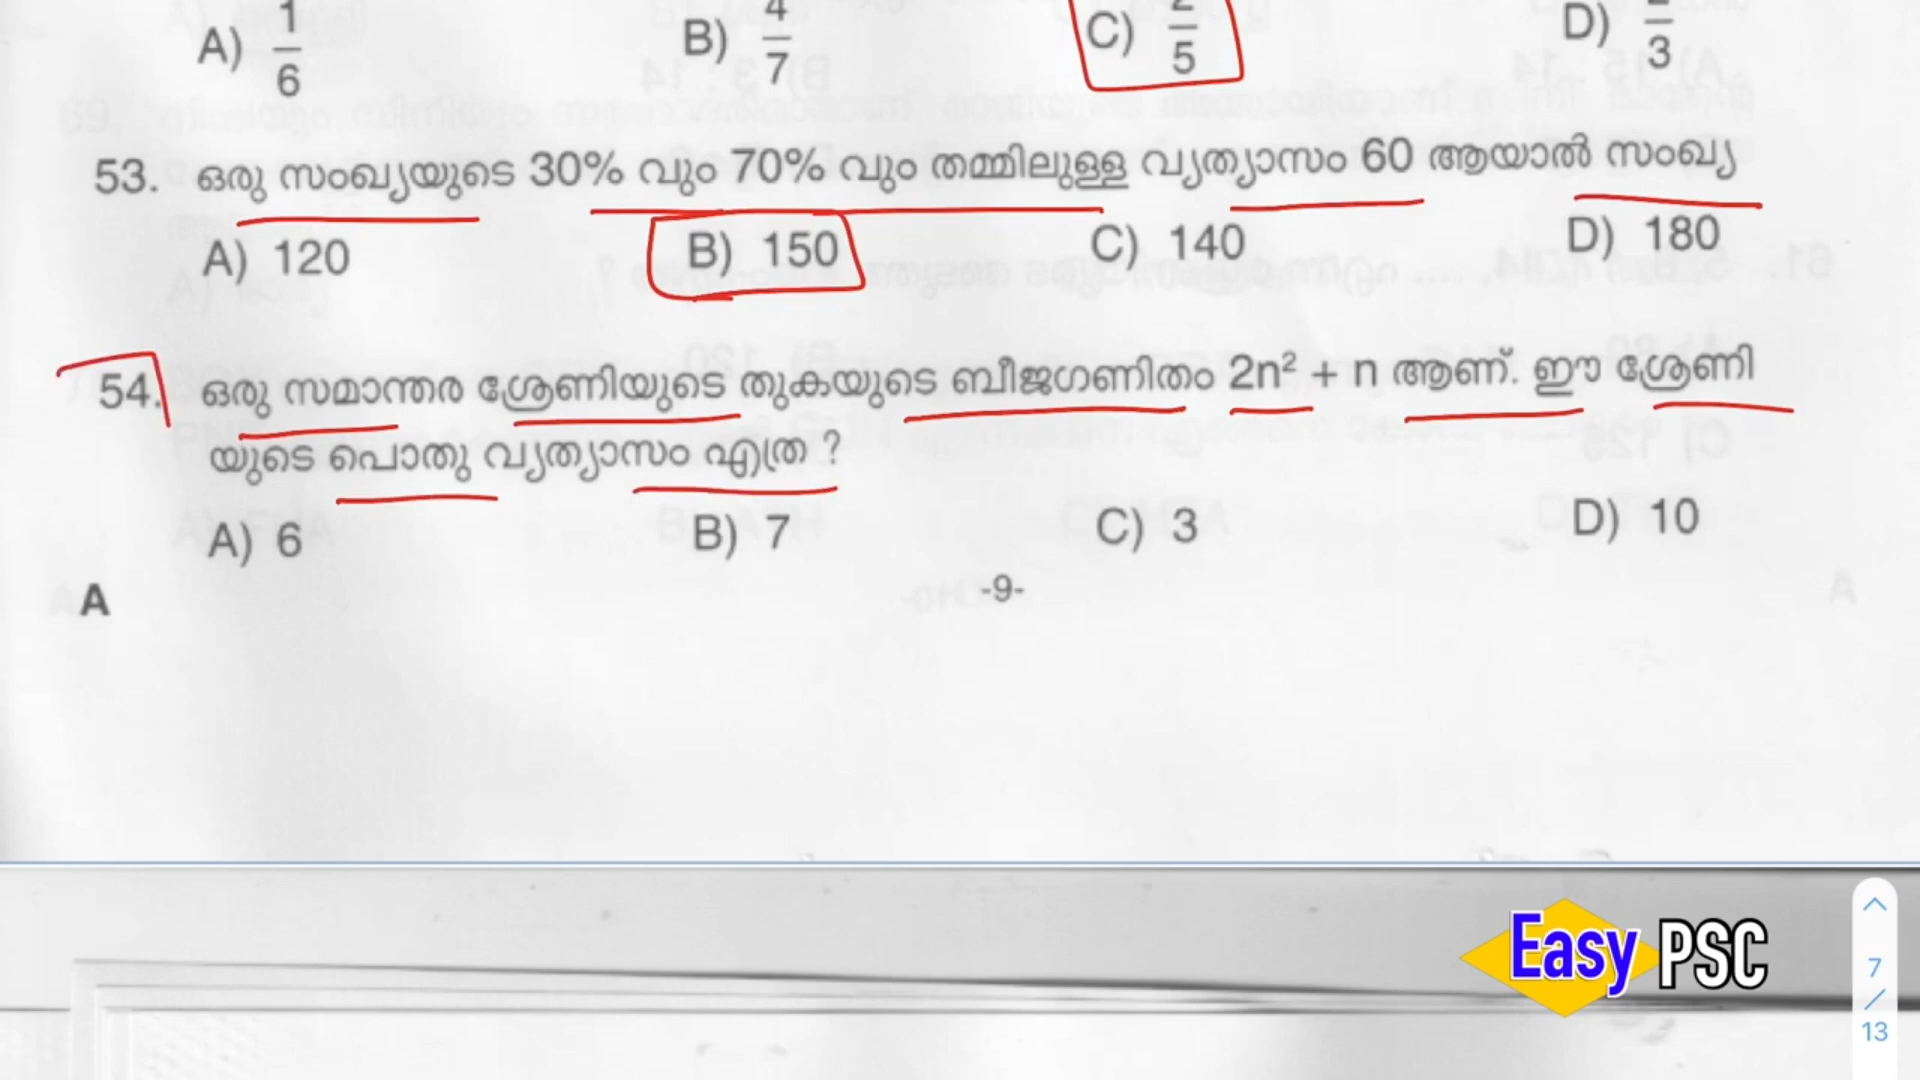 A) 1/6 B) 4/7 C) 2/5 D) /3
53. ഒരു സംഖ്യയുടെ 30% വും 70% വും തമ്മിലുള്ള വ്യത്യാസം 60 ആയാൽ സംഖ്യ
A) 120 B) 150 C) 140 D) 180
54. ഒരു സമാന്തര ശ്രേണിയുടെ തുകയുടെ ബീജഗണിതം 2n² + n ആണ്. ഈ ശ്രേണി
യുടെ പൊതു വ്യത്യാസം എത്ര ?
A) 6 B) 7 C) 3 D) 10
A -9-
Easy PSC
7
/
13